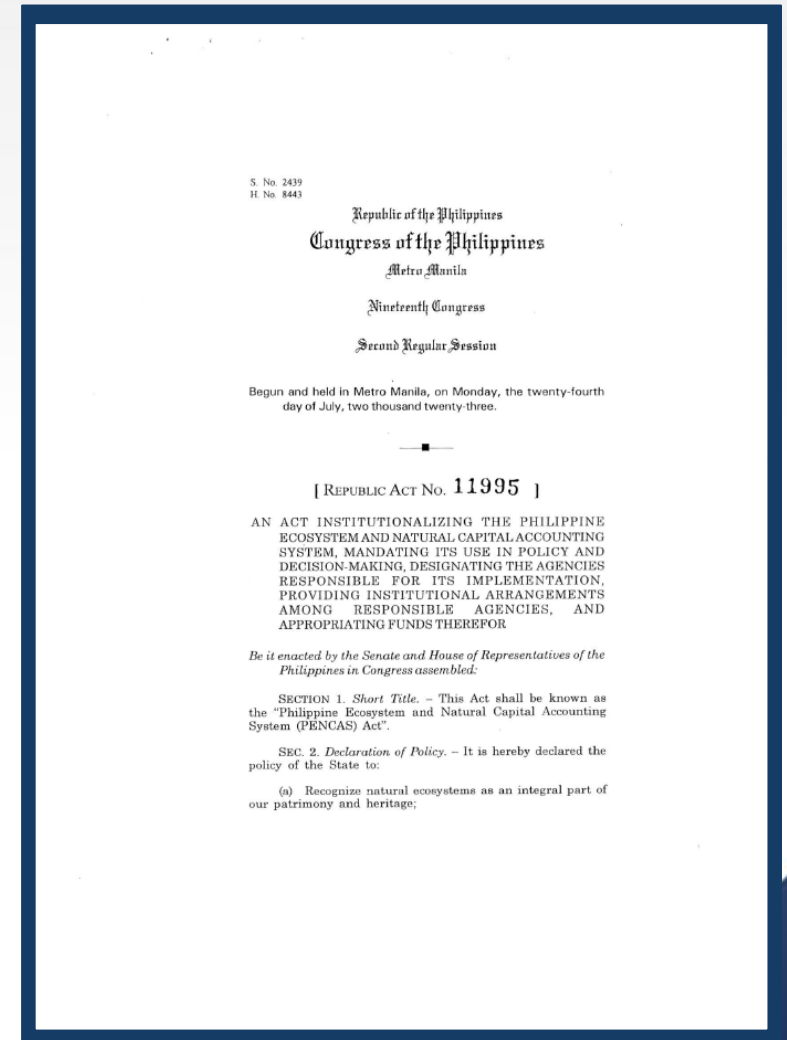 S. No. 2439
H. No. 8443
Republic of the Philippines
Congress of the Philippines
Metro Manila
Nineteenth Congress
Second Regular Session
Begun and held in Metro Manila, on Monday, the twenty-fourth
day of July, two thousand twenty-three.
[ REPUBLIC ACT NO. 11995 ]
AN ACT INSTITUTIONALIZING THE PHILIPPINE
ECOSYSTEM AND NATURAL CAPITAL ACCOUNTING
SYSTEM, MANDATING ITS USE IN POLICY AND
DECISION-MAKING, DESIGNATING THE AGENCIES
RESPONSIBLE FOR ITS IMPLEMENTATION,
PROVIDING INSTITUTIONAL ARRANGEMENTS
AMONG RESPONSIBLE AGENCIES, AND
APPROPRIATING FUNDS THEREFOR
Be it enacted by the Senate and House of Representatives of the
Philippines in Congress assembled:
SECTION 1. Short Title. – This Act shall be known as
the “Philippine Ecosystem and Natural Capital Accounting
System (PENCAS) Act”.
SEC. 2. Declaration of Policy. – It is hereby declared the
policy of the State to:
(a) Recognize natural ecosystems as an integral part of
our patrimony and heritage;